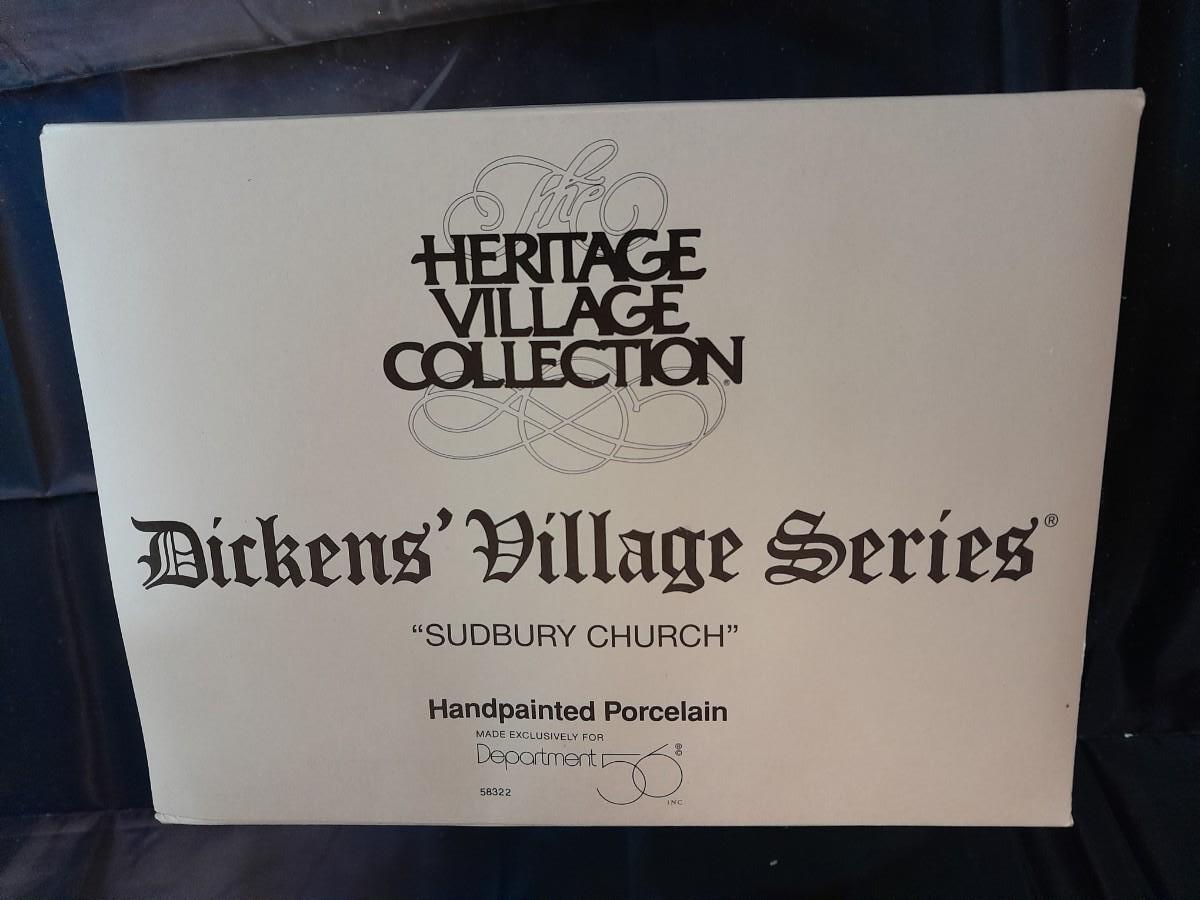 The
HERITAGE
VILLAGE
COLLECTION®
Dickens' Village Series®
“SUDBURY CHURCH”
Handpainted Porcelain
MADE EXCLUSIVELY FOR
Department 56 ®©
INC
58322